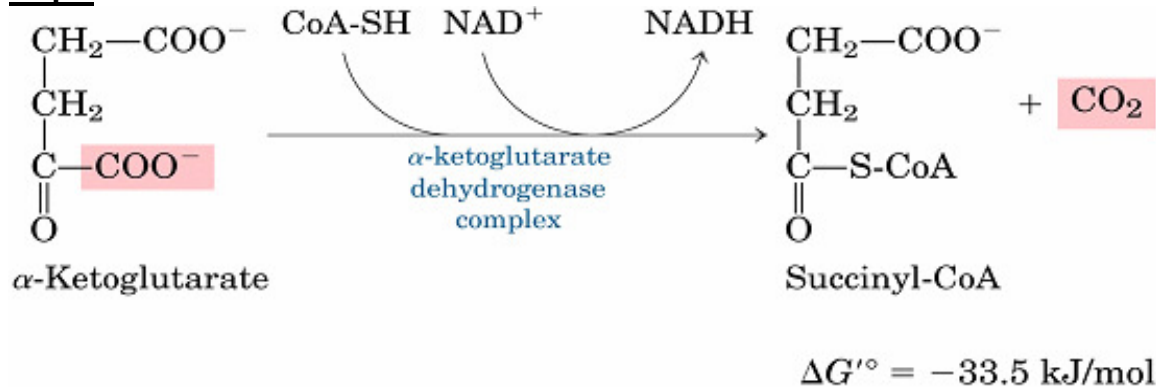 CoA-SH NAD⁺ NADH
CH₂—COO⁻ CH₂—COO⁻
CH₂ CH₂ + CO₂
C—COO⁻ C—S-CoA
O O
α-ketoglutarate
dehydrogenase
complex
α-Ketoglutarate Succinyl-CoA
ΔG′° = −33.5 kJ/mol